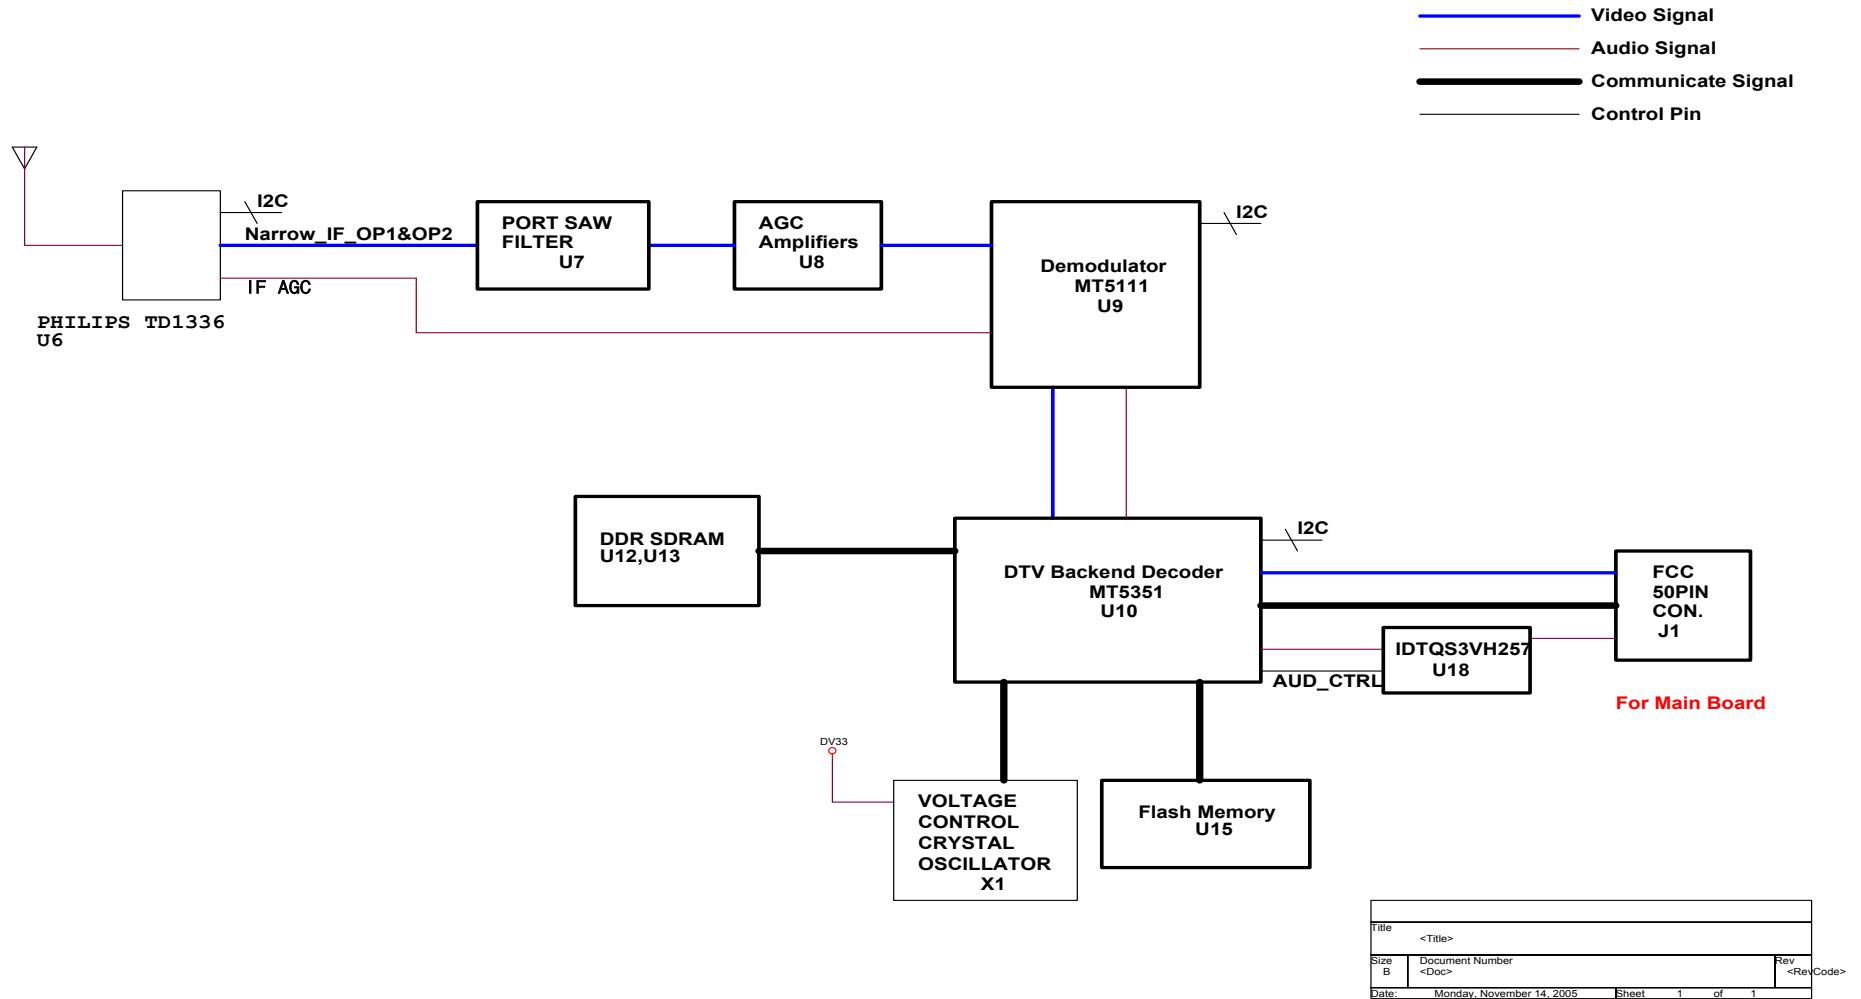 Video Signal
Audio Signal
Communicate Signal
Control Pin
I2C
Narrow_IF_OP1&OP2
IF AGC
PHILIPS TD1336
U6
PORT SAW
FILTER
U7
AGC
Amplifiers
U8
Demodulator
MT5111
U9
I2C
DDR SDRAM
U12,U13
DTV Backend Decoder
MT5351
U10
I2C
FCC
50PIN
CON.
J1
IDTQS3VH257
U18
AUD_CTRL
For Main Board
DV33
VOLTAGE
CONTROL
CRYSTAL
OSCILLATOR
X1
Flash Memory
U15
Title
<Title>
Size Document Number Rev
B <Doc> <RevCode>
Date: Monday, November 14, 2005 Sheet 1 of 1